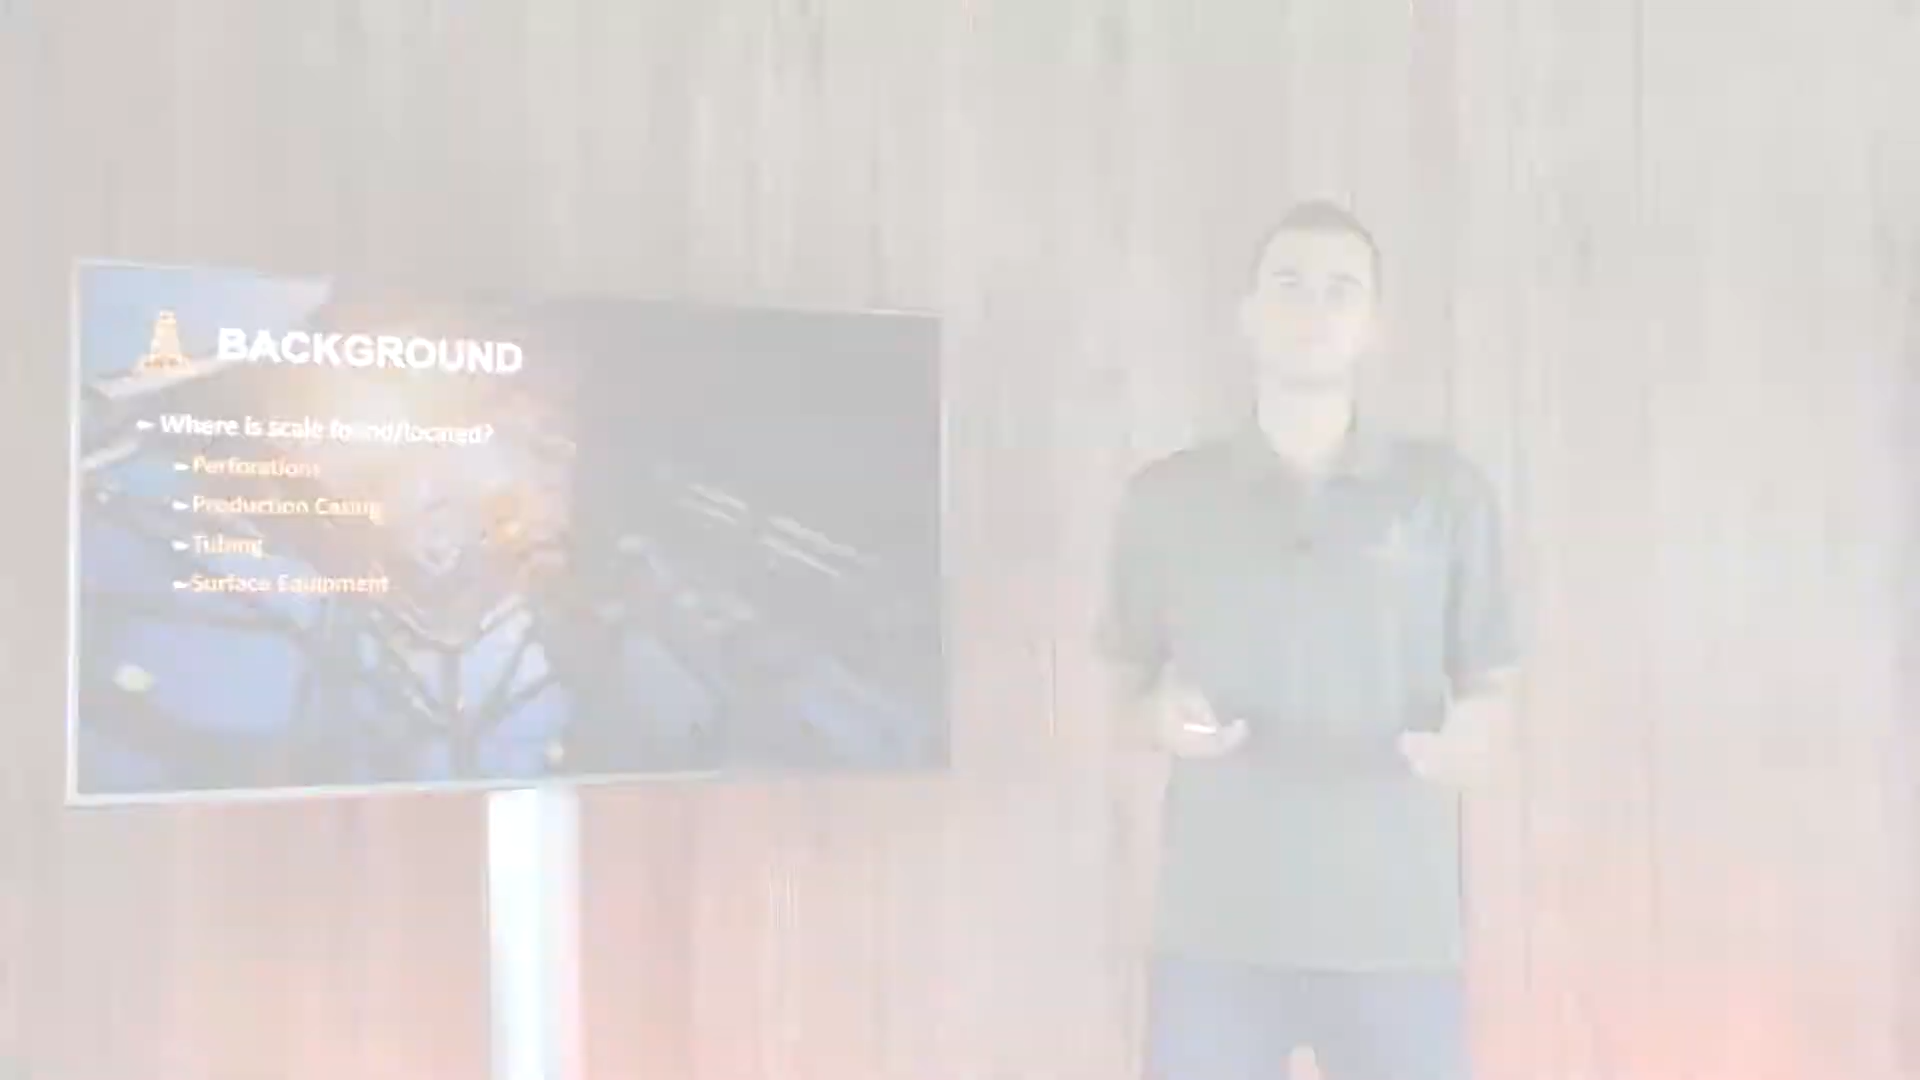 BACKGROUND
Where is scale found/located?
Perforations
Production Casing
Tubing
Surface Equipment